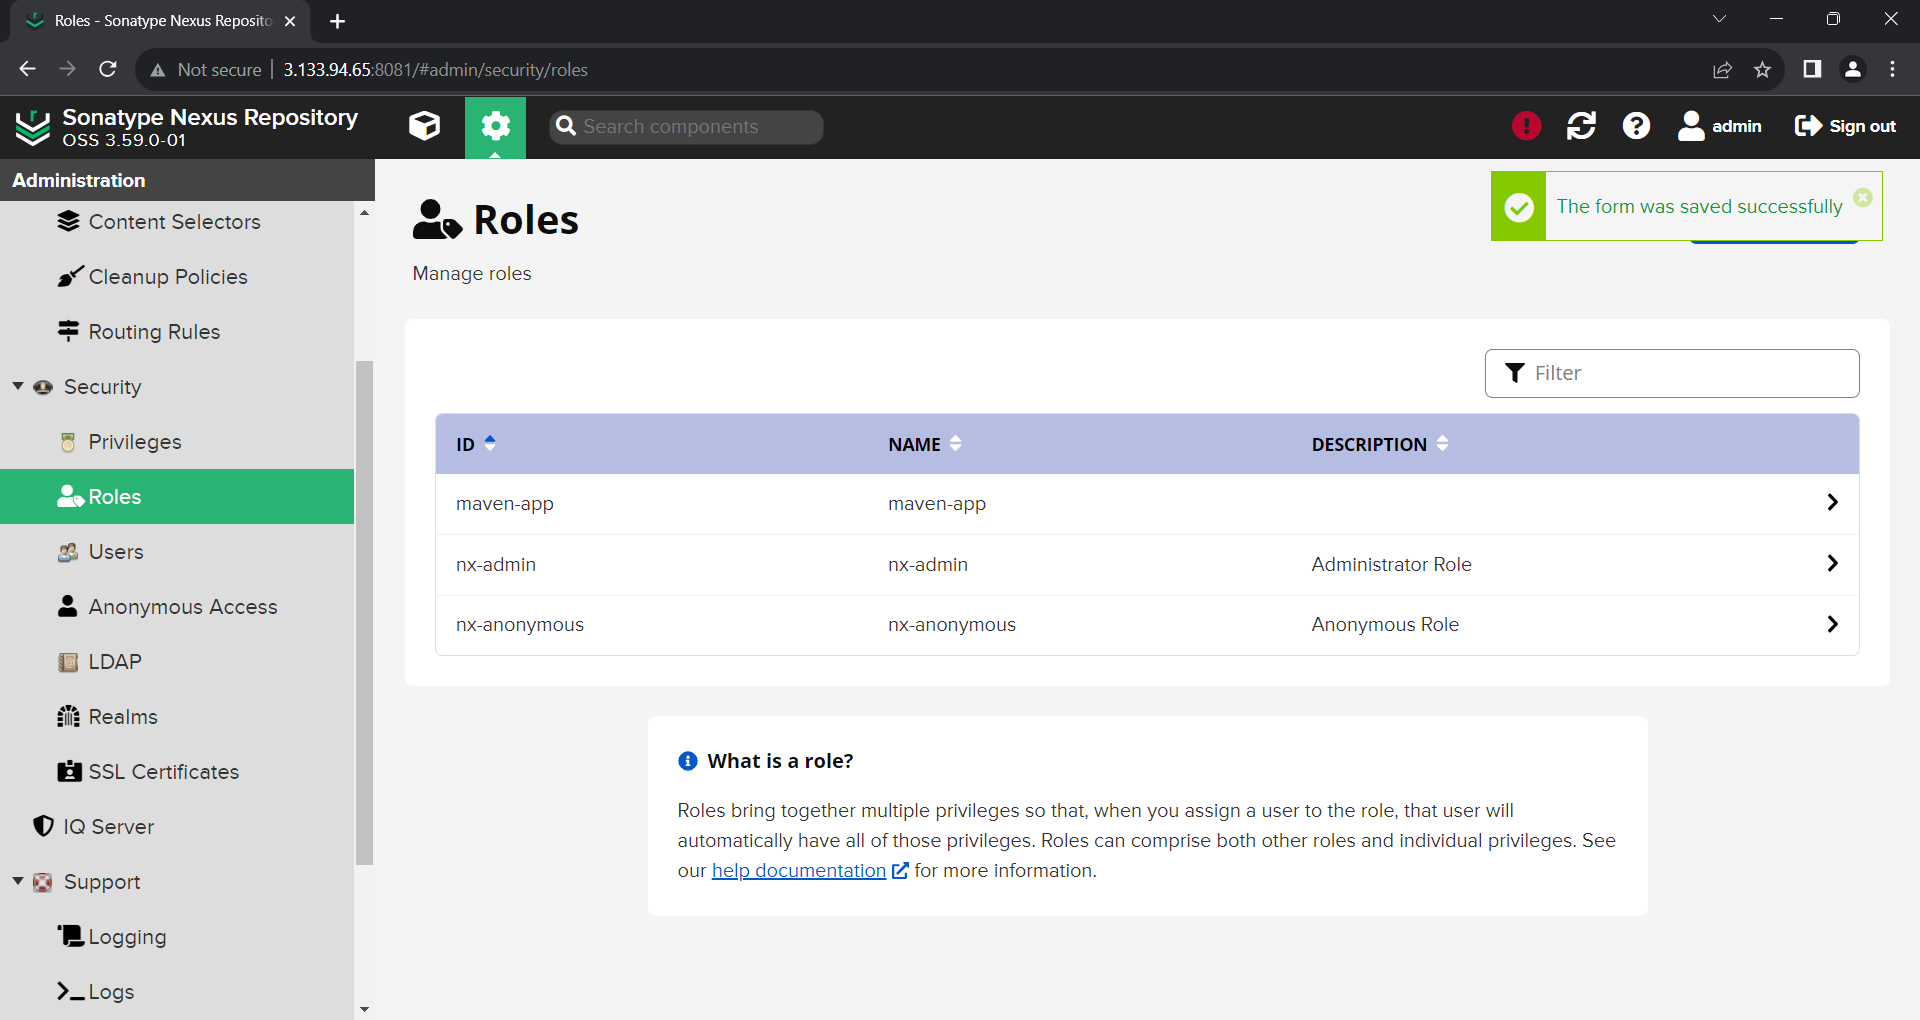 Roles - Sonatype Nexus Reposito
Not secure
3.133.94.65:8081/#admin/security/roles
Sonatype Nexus Repository
OSS 3.59.0-01
Search components
admin
Sign out
Administration
Content Selectors
Cleanup Policies
Routing Rules
Security
Privileges
Roles
Users
Anonymous Access
LDAP
Realms
SSL Certificates
IQ Server
Support
Logging
Logs
Roles
Manage roles
The form was saved successfully
Filter
ID NAME DESCRIPTION
maven-app maven-app
nx-admin nx-admin Administrator Role
nx-anonymous nx-anonymous Anonymous Role
What is a role?
Roles bring together multiple privileges so that, when you assign a user to the role, that user will
automatically have all of those privileges. Roles can comprise both other roles and individual privileges. See
our help documentation for more information.